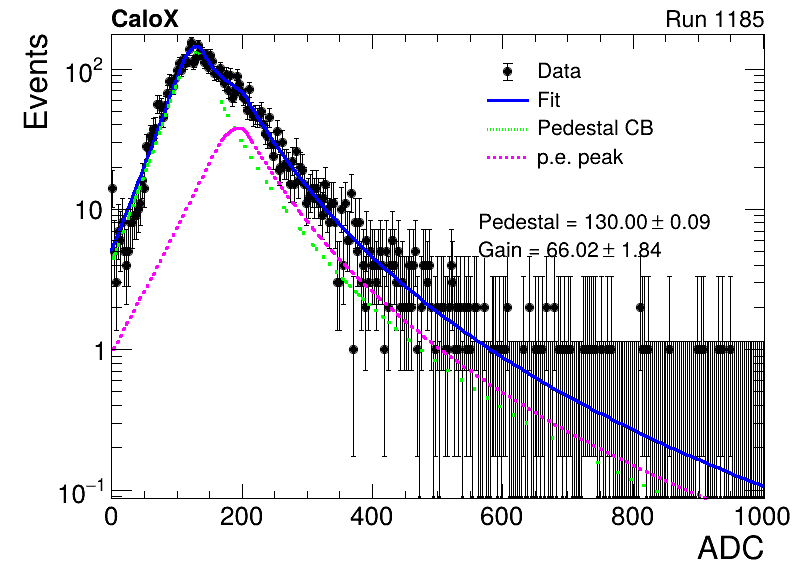 CaloX Run 1185
Events
Data
Fit
Pedestal CB
p.e. peak
Pedestal = 130.00 ± 0.09
Gain = 66.02 ± 1.84
10²
10
1
10⁻¹
0 200 400 600 800 1000
ADC